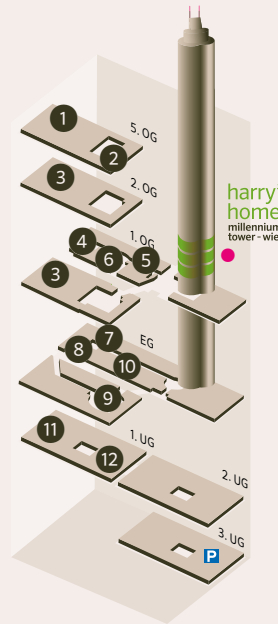 1
5. OG
2
3
2. OG
harry's
home
millennium
tower - wien
4
1. OG
5
6
3
7
EG
8
10
9
11
1. UG
12
2. UG
3. UG
P